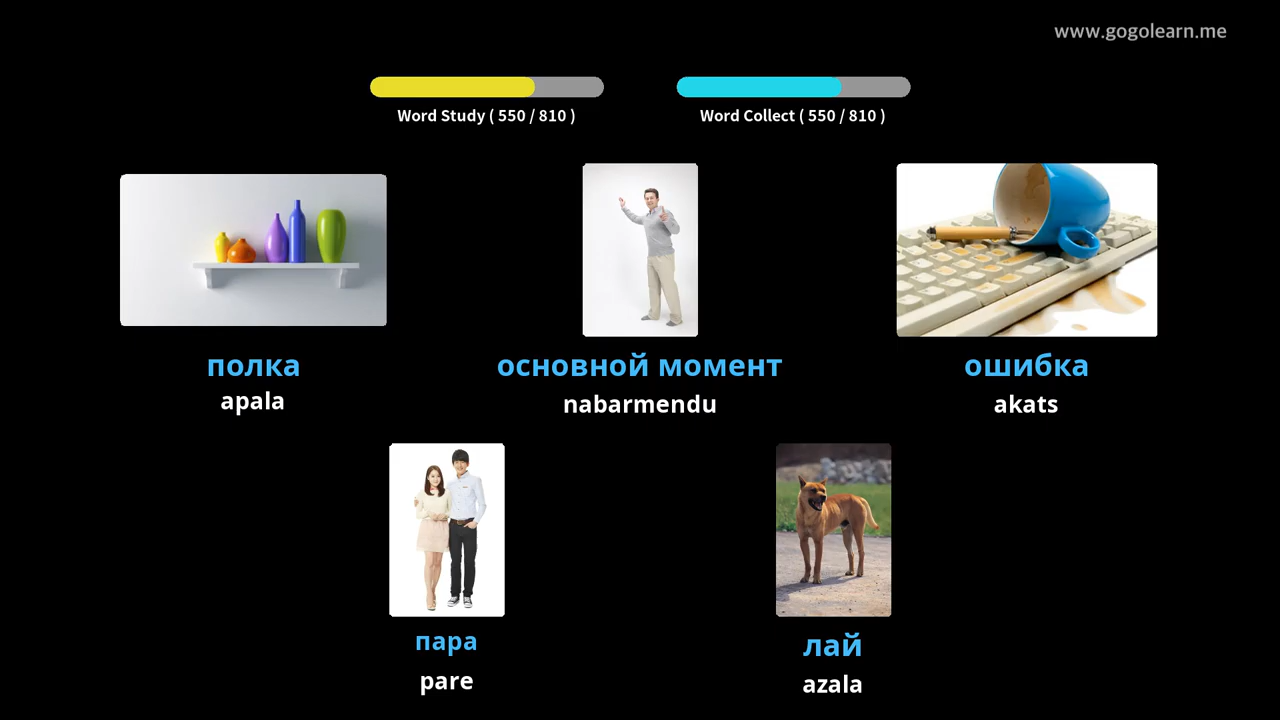 www.gogolearn.me
Word Study ( 550 / 810 )
Word Collect ( 550 / 810 )
полка
apala
основной момент
nabarmendu
ошибка
akats
пара
pare
лай
azala